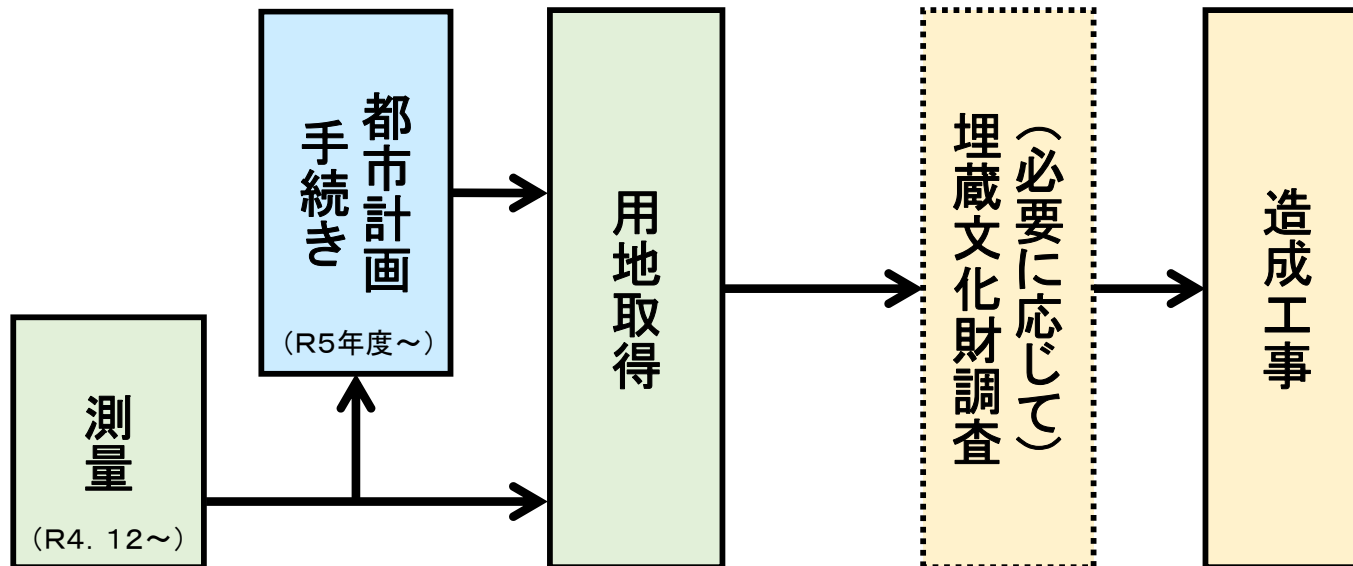 測量
（R4．12～）
都市計画
手続き
（R5年度～）
用地取得
（必要に応じて）
埋蔵文化財調査
造成工事